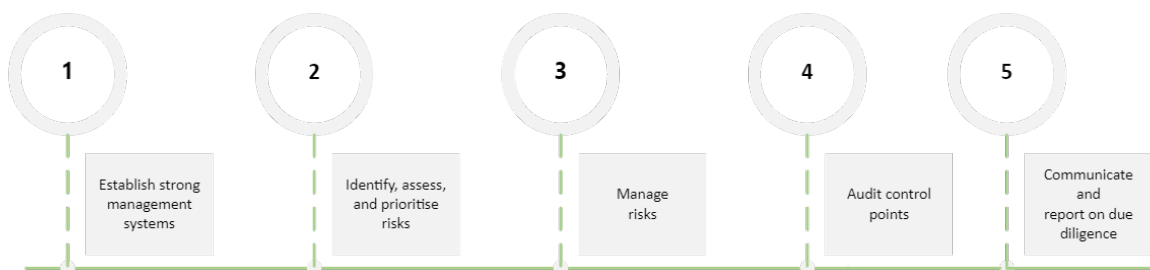 1
2
3
4
5
Establish strong
management
systems
Identify, assess,
and prioritise
risks
Manage
risks
Audit control
points
Communicate
and
report on due
diligence